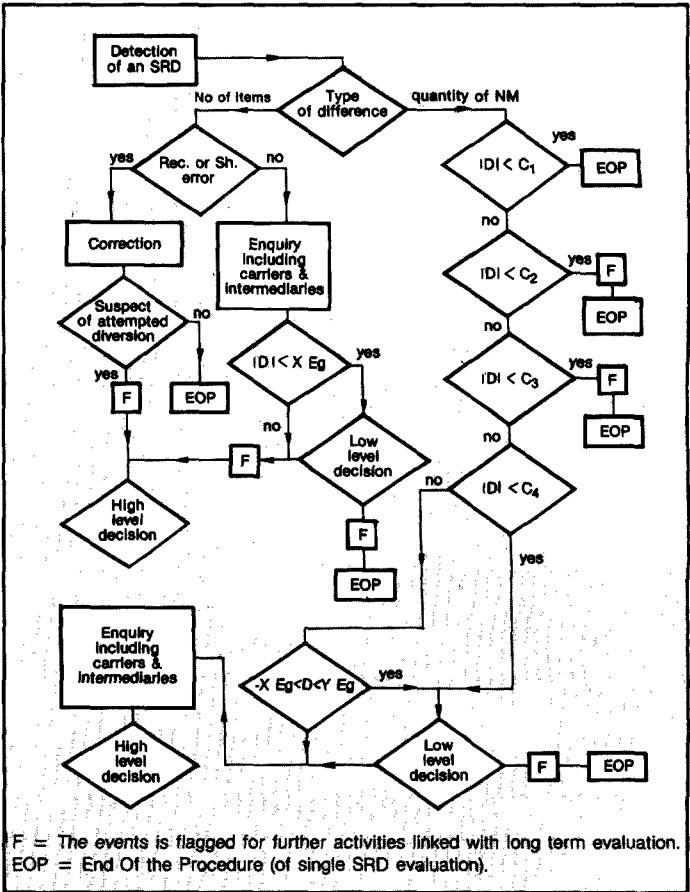 Detection
of an SRD
Type
of difference
No of items
quantity of NM
Rec. or Sh.
error
yes
no
|D| < C1
yes
EOP
no
Correction
Enquiry
including
carriers &
intermediaries
|D| < C2
yes
F
EOP
no
Suspect
of attempted
diversion
no
yes
F
EOP
|D| < X Eg
yes
no
|D| < C3
yes
F
EOP
no
F
Low
level
decision
|D| < C4
no
yes
High
level
decision
F
EOP
Enquiry
including
carriers &
intermediaries
-X Eg<D<Y Eg
yes
High
level
decision
Low
level
decision
F
EOP
F = The events is flagged for further activities linked with long term evaluation.
EOP = End Of the Procedure (of single SRD evaluation).